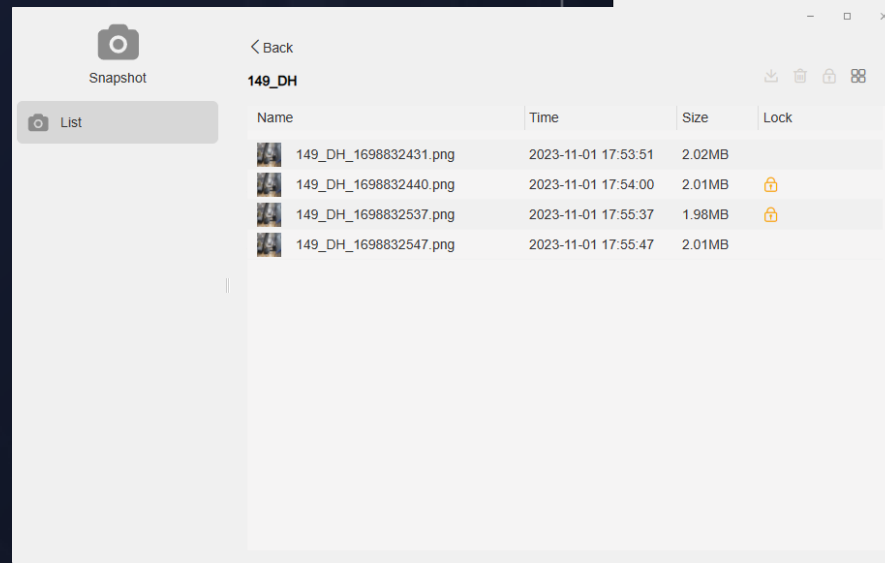 Snapshot
List
Back
149_DH
Name Time Size Lock
149_DH_1698832431.png 2023-11-01 17:53:51 2.02MB
149_DH_1698832440.png 2023-11-01 17:54:00 2.01MB
149_DH_1698832537.png 2023-11-01 17:55:37 1.98MB
149_DH_1698832547.png 2023-11-01 17:55:47 2.01MB